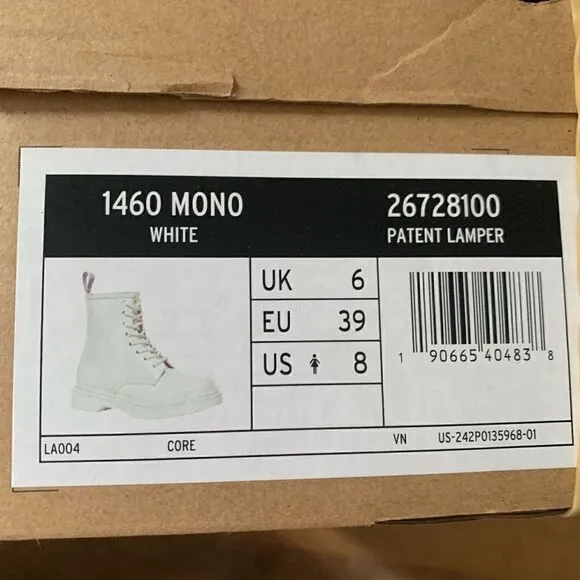 1460 MONO
WHITE
26728100
PATENT LAMPER
UK 6
EU 39
US 8
1 90665 40483 8
LA004 CORE VN US-242P0135968-01